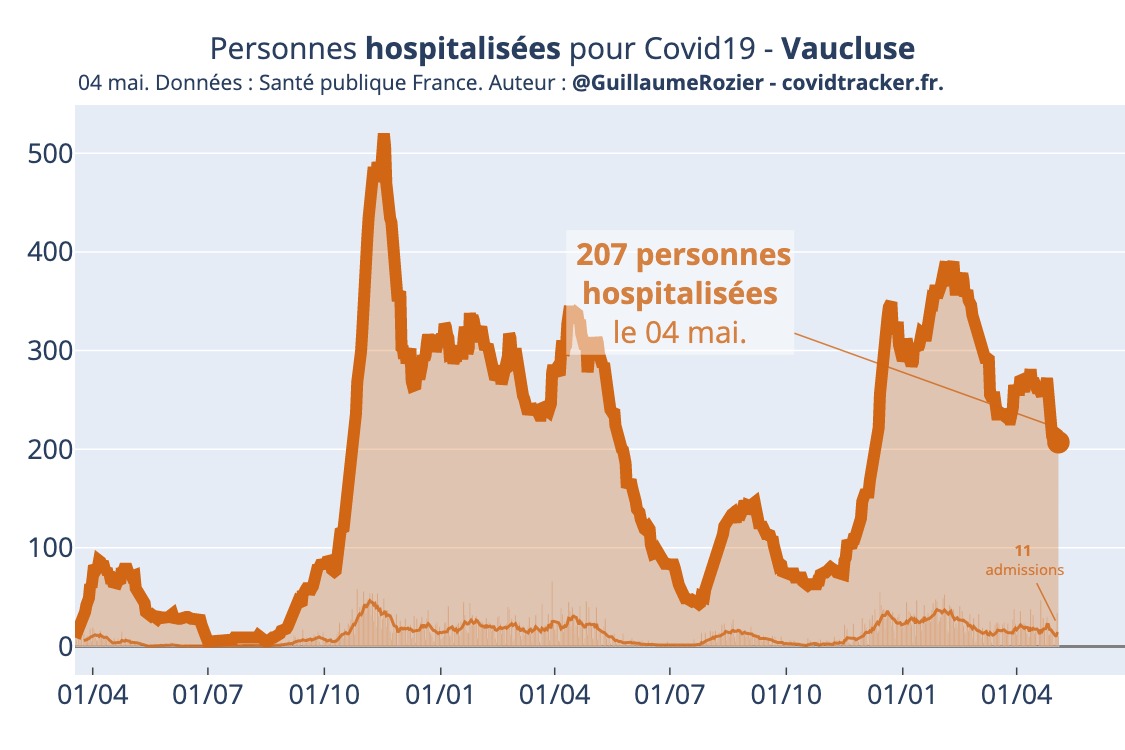 Personnes hospitalisées pour Covid19 - Vaucluse
04 mai. Données : Santé publique France. Auteur : @GuillaumeRozier - covidtracker.fr.
500
400
300
200
100
0
207 personnes
hospitalisées
le 04 mai.
11
admissions
01/04 01/07 01/10 01/01 01/04 01/07 01/10 01/01 01/04